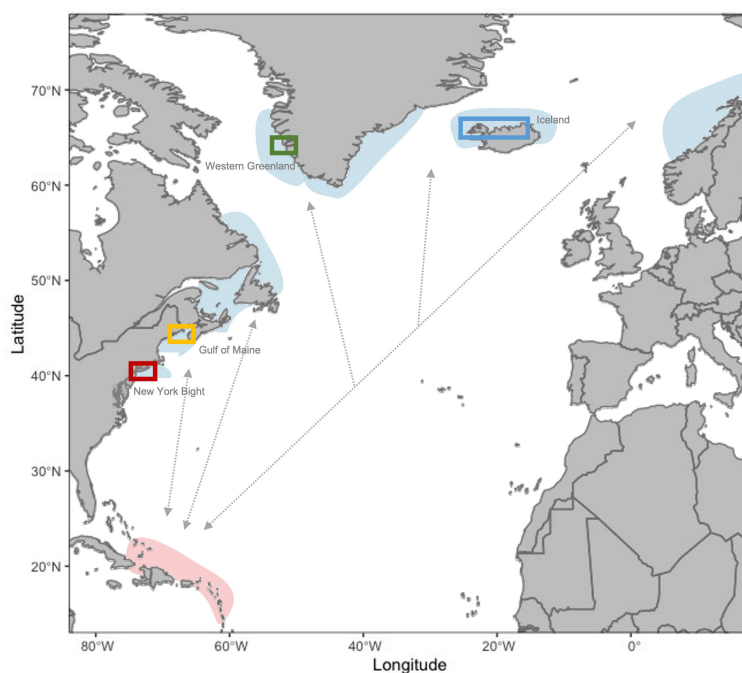 70°N
Iceland
Western Greenland
60°N
50°N
Latitude
Gulf of Maine
40°N
New York Bight
30°N
20°N
80°W
60°W
40°W
20°W
0°
Longitude